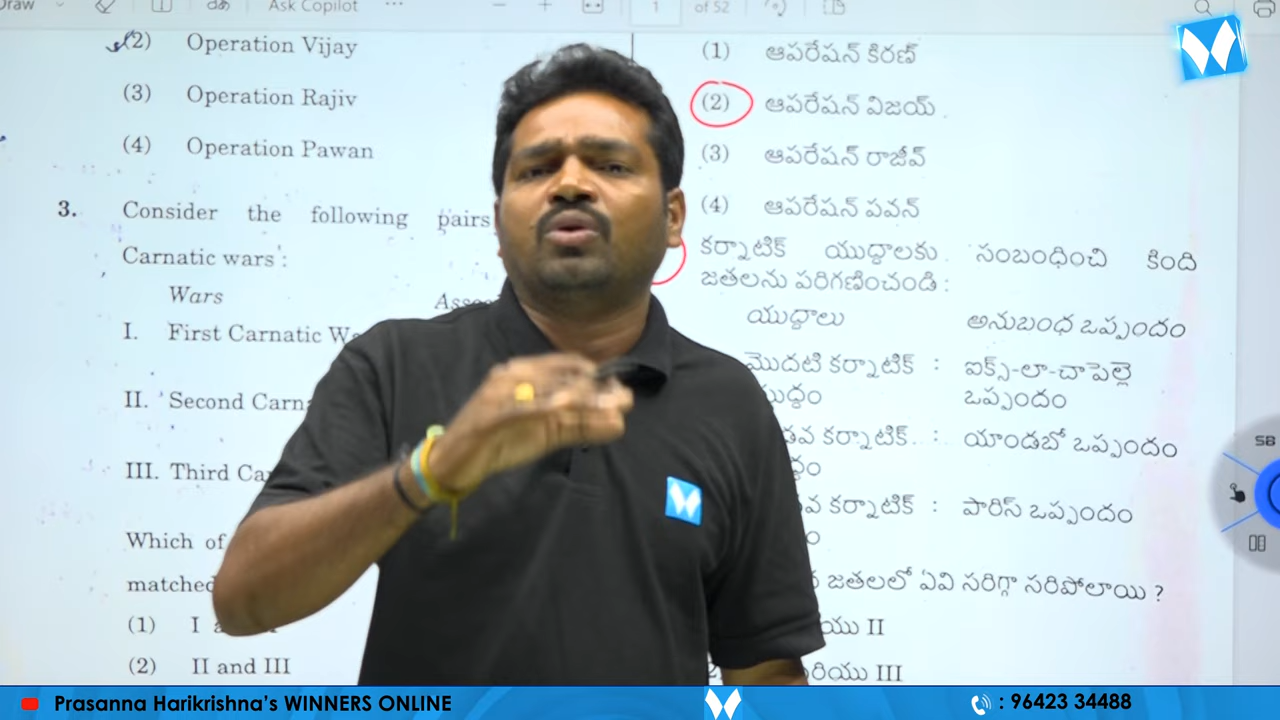 Draw
Ask Copilot
1 of 52
(2) Operation Vijay
(3) Operation Rajiv
(4) Operation Pawan
3. Consider the following pairs
Carnatic wars :
Wars
I. First Carnatic
II. Second
III. Third
Which of
matched
(1) I
(2) II and III
(1) ఆపరేషన్ కిరణ్
(2) ఆపరేషన్ విజయ్
(3) ఆపరేషన్ రాజీవ్
(4) ఆపరేషన్ పవన్
కర్నాటిక్ యుద్ధాలకు సంబంధించి కింది
జతలను పరిగణించండి :
యుద్ధాలు అనుబంధ ఒప్పందం
మొదటి కర్నాటిక్ : ఐక్స్-లా-చాపెల్లె
ఒప్పందం
కర్నాటిక్ : యాండబో ఒప్పందం
కర్నాటిక్ : పారిస్ ఒప్పందం
జతలలో ఏవి సరిగ్గా సరిపోలాయి ?
II
III
Prasanna Harikrishna's WINNERS ONLINE
W
: 96423 34488